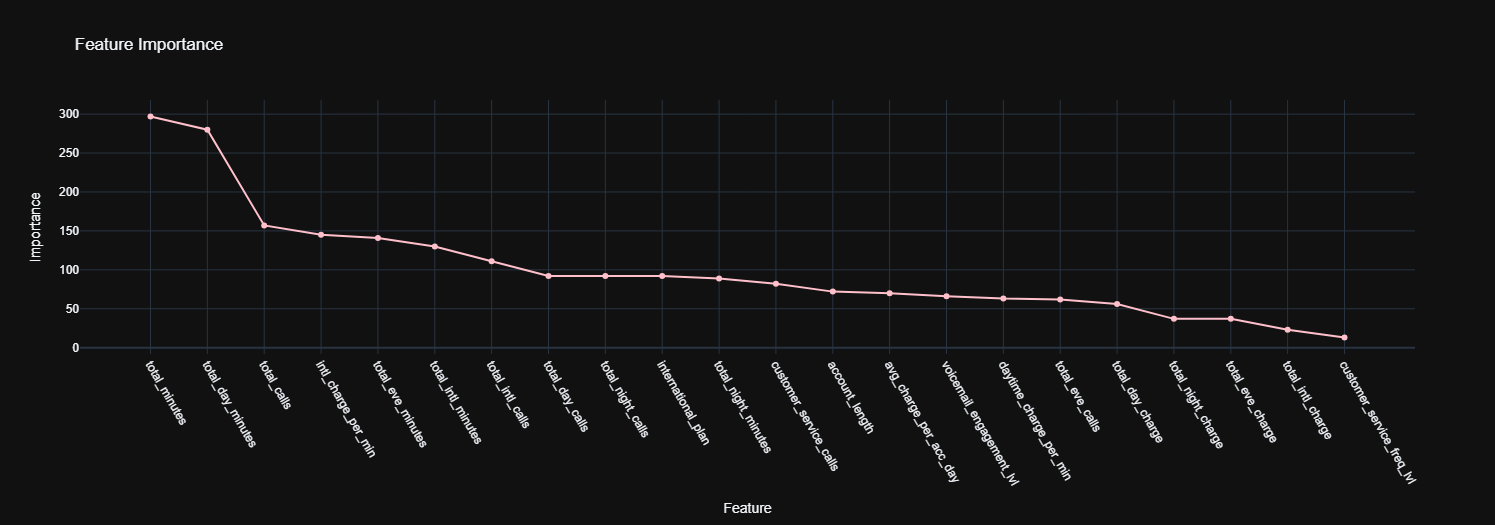 Feature Importance
Importance
300
250
200
150
100
50
0
total_minutes
total_day_minutes
total_calls
intl_charge_per_min
total_eve_minutes
total_intl_minutes
total_intl_calls
total_day_calls
total_night_calls
international_plan
total_night_minutes
customer_service_calls
account_length
avg_charge_per_acc_day
voicemail_engagement_lvl
daytime_charge_per_min
total_eve_calls
total_day_charge
total_night_charge
total_eve_charge
total_intl_charge
customer_service_freq_lvl
Feature